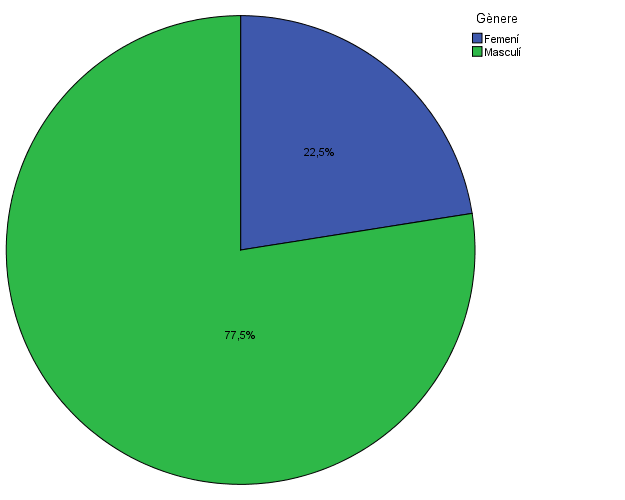 Gènere
Femení
Masculí
22,5%
77,5%